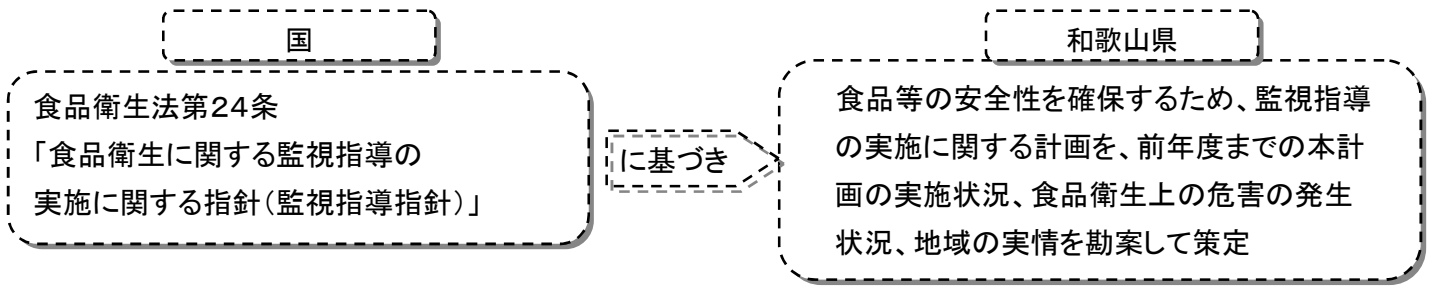 国
食品衛生法第２４条
「食品衛生に関する監視指導の
実施に関する指針（監視指導指針）」
に基づき
和歌山県
食品等の安全性を確保するため、監視指導
の実施に関する計画を、前年度までの本計
画の実施状況、食品衛生上の危害の発生
状況、地域の実情を勘案して策定